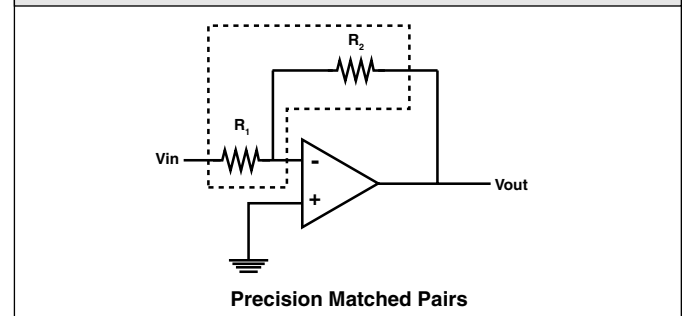 R2
R1
Vin
-
+
Vout
Precision Matched Pairs